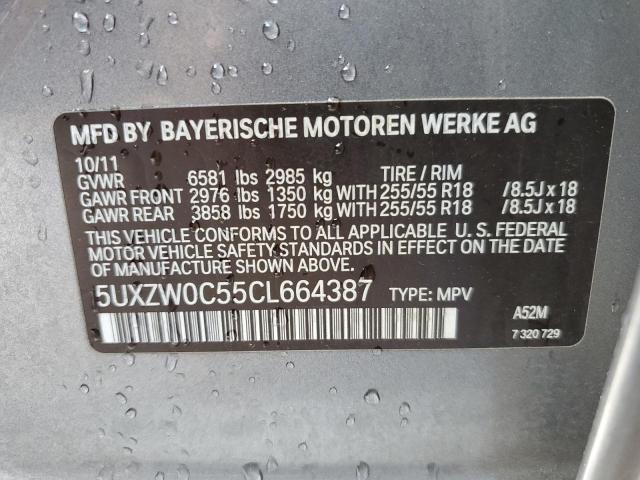 MFD BY BAYERISCHE MOTOREN WERKE AG
10/11
GVWR 6581 lbs 2985 kg TIRE / RIM
GAWR FRONT 2976 lbs 1350 kg WITH 255/55 R18 /8.5J x 18
GAWR REAR 3858 lbs 1750 kg WITH 255/55 R18 /8.5J x 18
THIS VEHICLE CONFORMS TO ALL APPLICABLE U. S. FEDERAL
MOTOR VEHICLE SAFETY STANDARDS IN EFFECT ON THE DATE
OF MANUFACTURE SHOWN ABOVE.
5UXZW0C55CL664387 TYPE: MPV
A52M
7 320 729